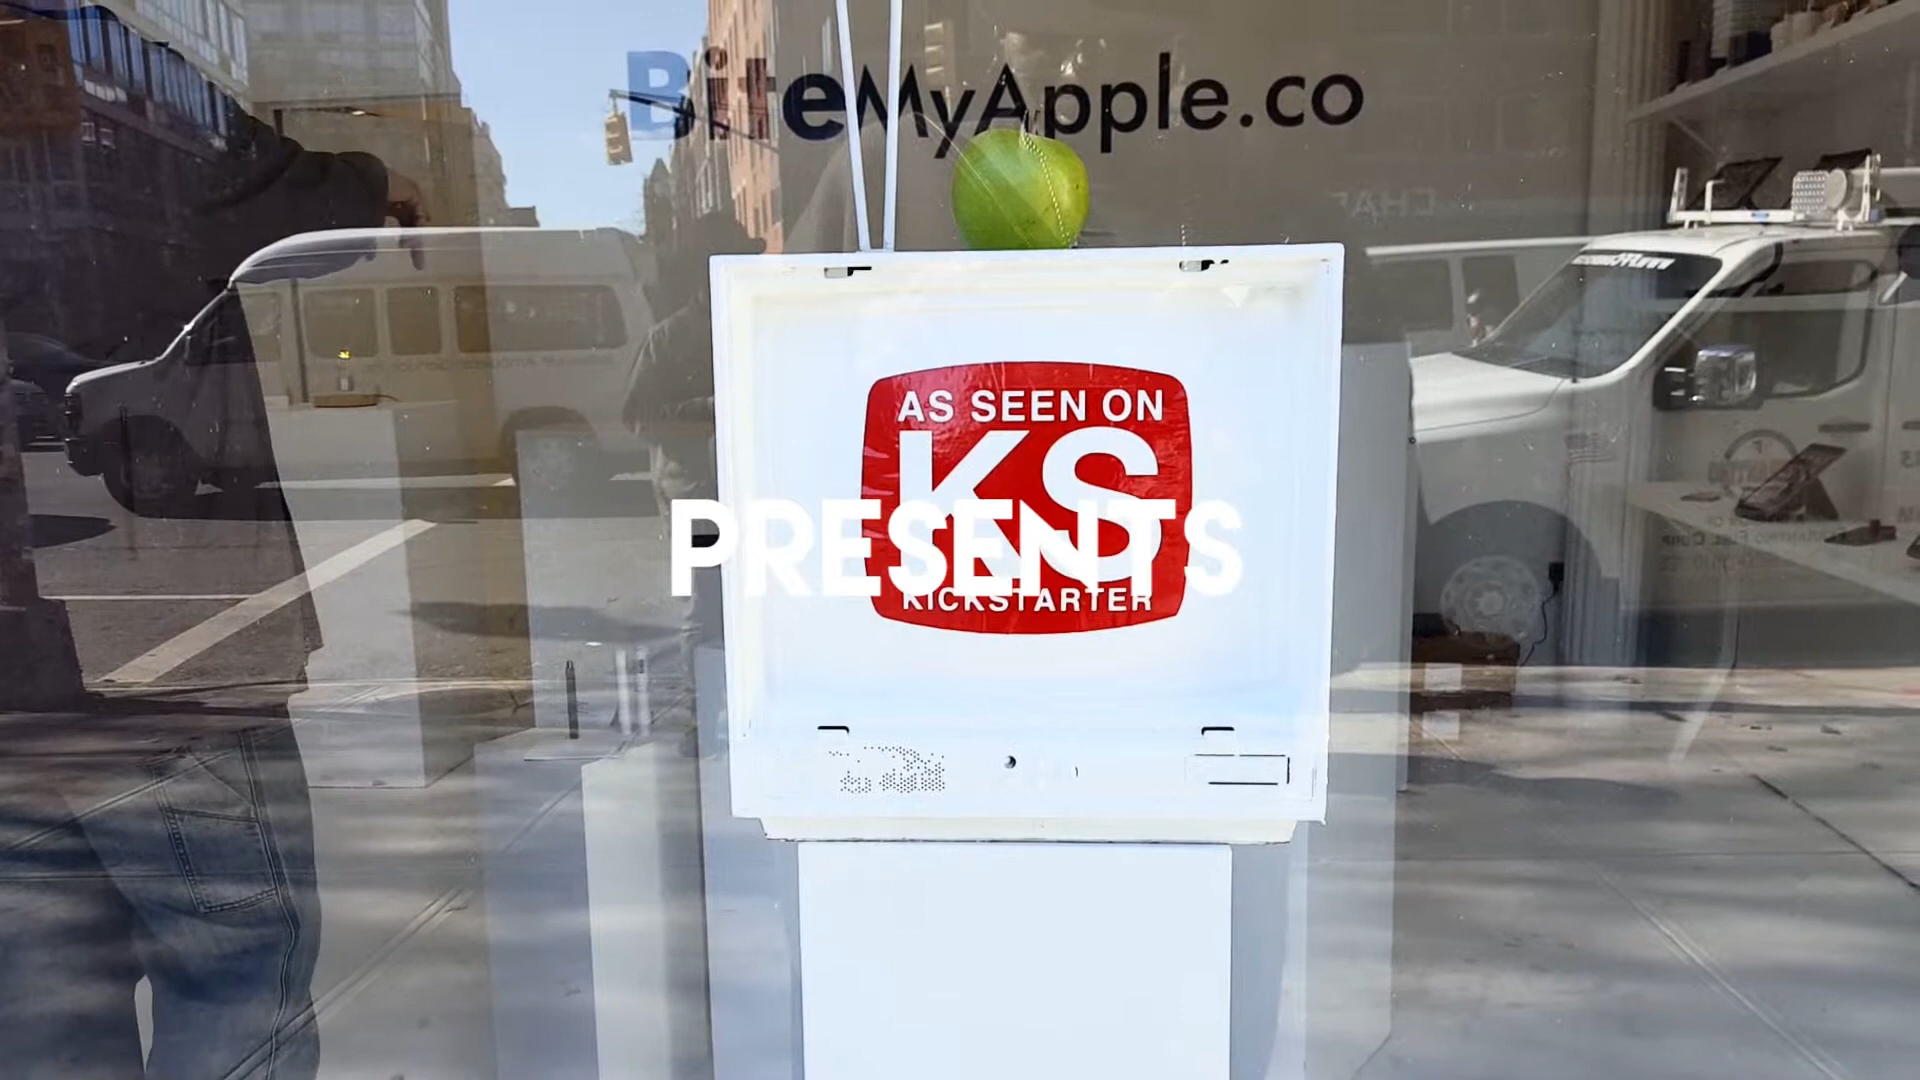 BiteMyApple.co
AS SEEN ON
KS
PRESENTS
KICKSTARTER